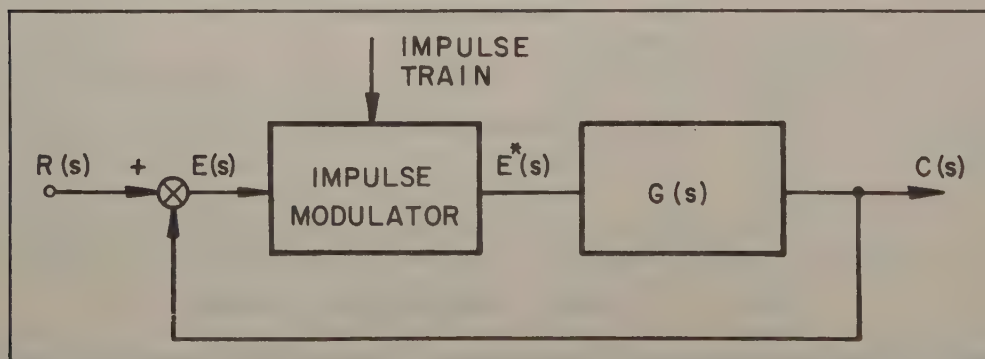 IMPULSE
TRAIN
R(s)
+
E(s)
IMPULSE
MODULATOR
E*(s)
G(s)
C(s)